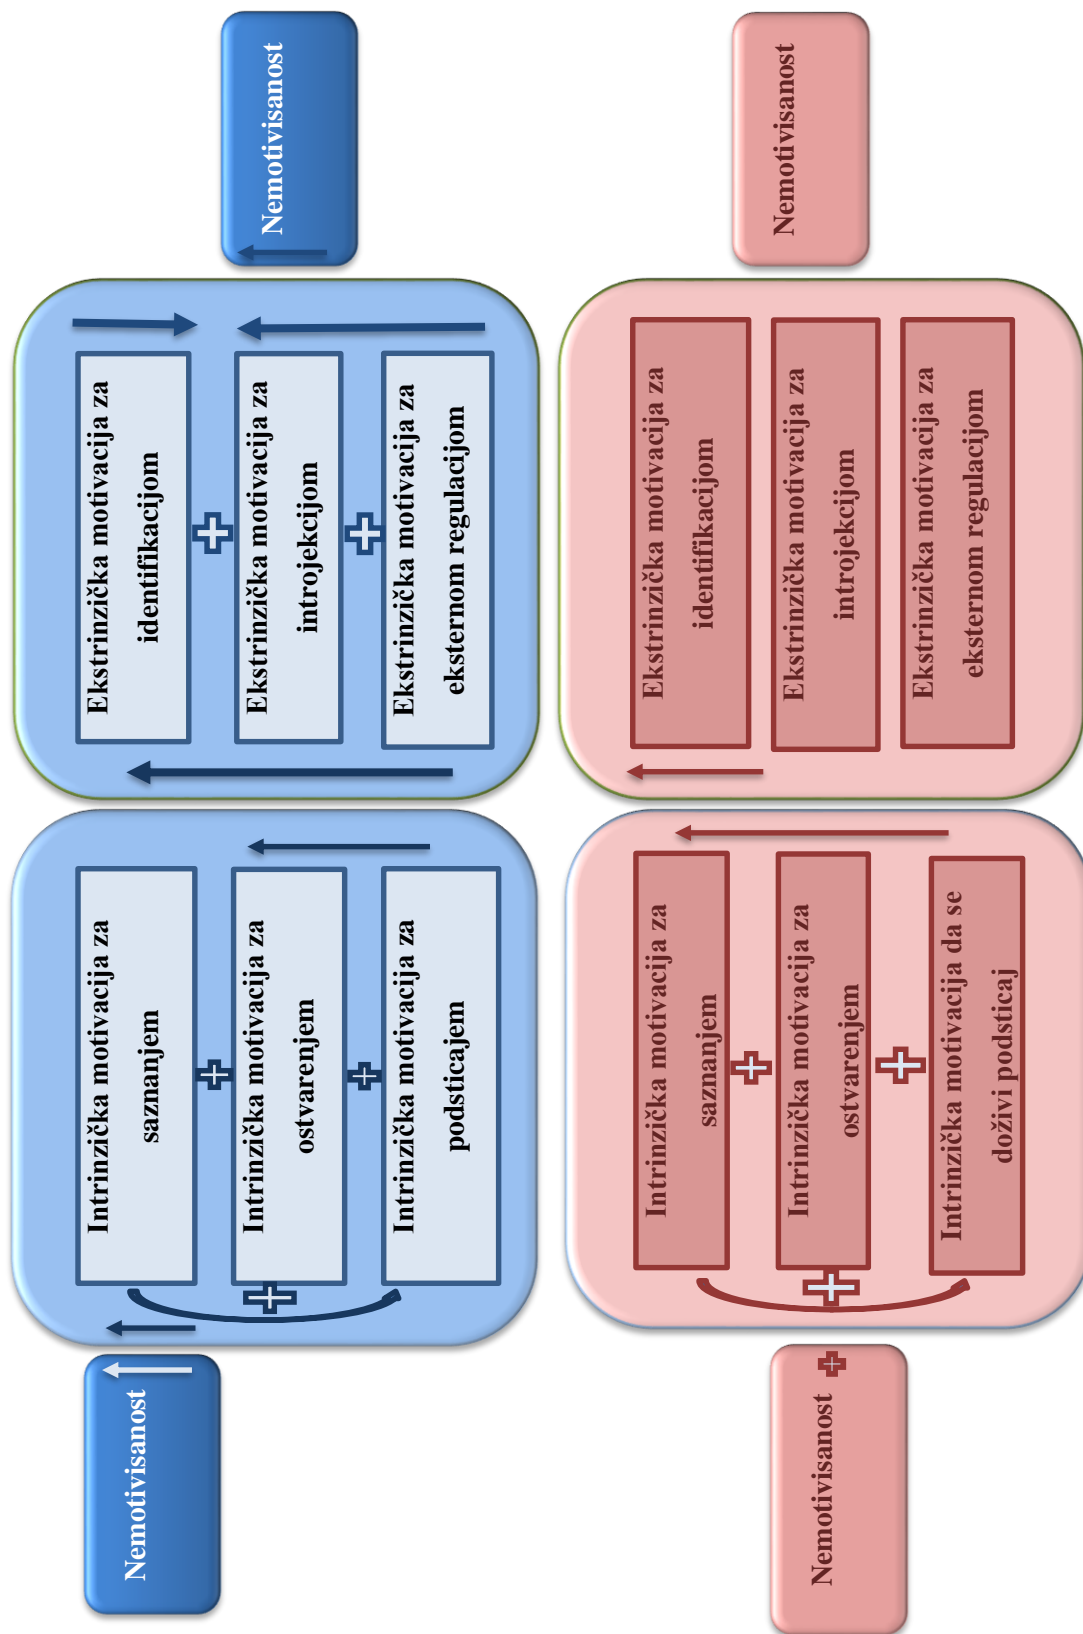 Nemotivisanost
Intrinzička motivacija za
saznanjem
Intrinzička motivacija za
ostvarenjem
Intrinzička motivacija za
podsticajem
Ekstrinzička motivacija za
identifikacijom
Ekstrinzička motivacija za
introjekcijom
Ekstrinzička motivacija za
eksternom regulacijom
Nemotivisanost
Nemotivisanost
Intrinzička motivacija za
saznanjem
Intrinzička motivacija za
ostvarenjem
Intrinzička motivacija da se
doživi podsticaj
Ekstrinzička motivacija za
identifikacijom
Ekstrinzička motivacija za
introjekcijom
Ekstrinzička motivacija za
eksternom regulacijom
Nemotivisanost